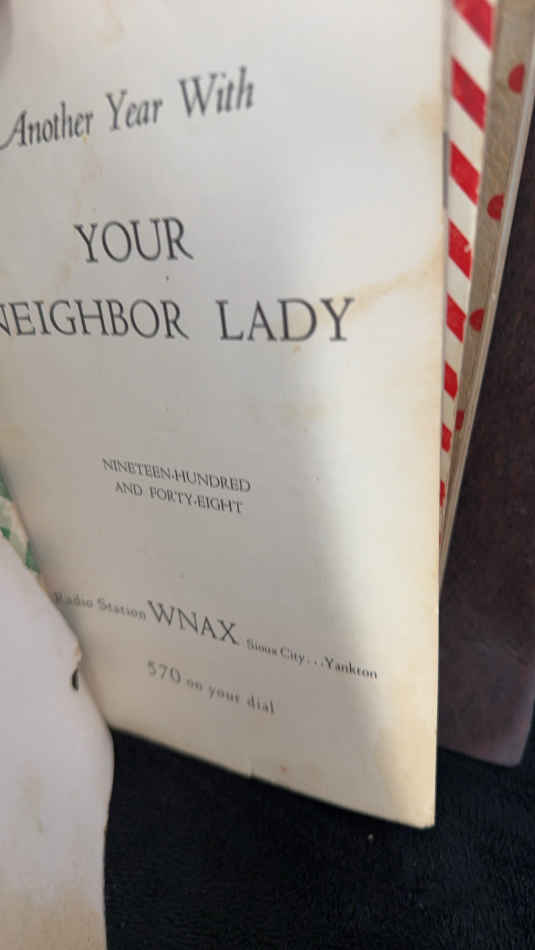 Another Year With
YOUR
NEIGHBOR LADY
NINETEEN-HUNDRED
AND FORTY-EIGHT
Radio Station WNAX Sioux City...Yankton
570 on your dial